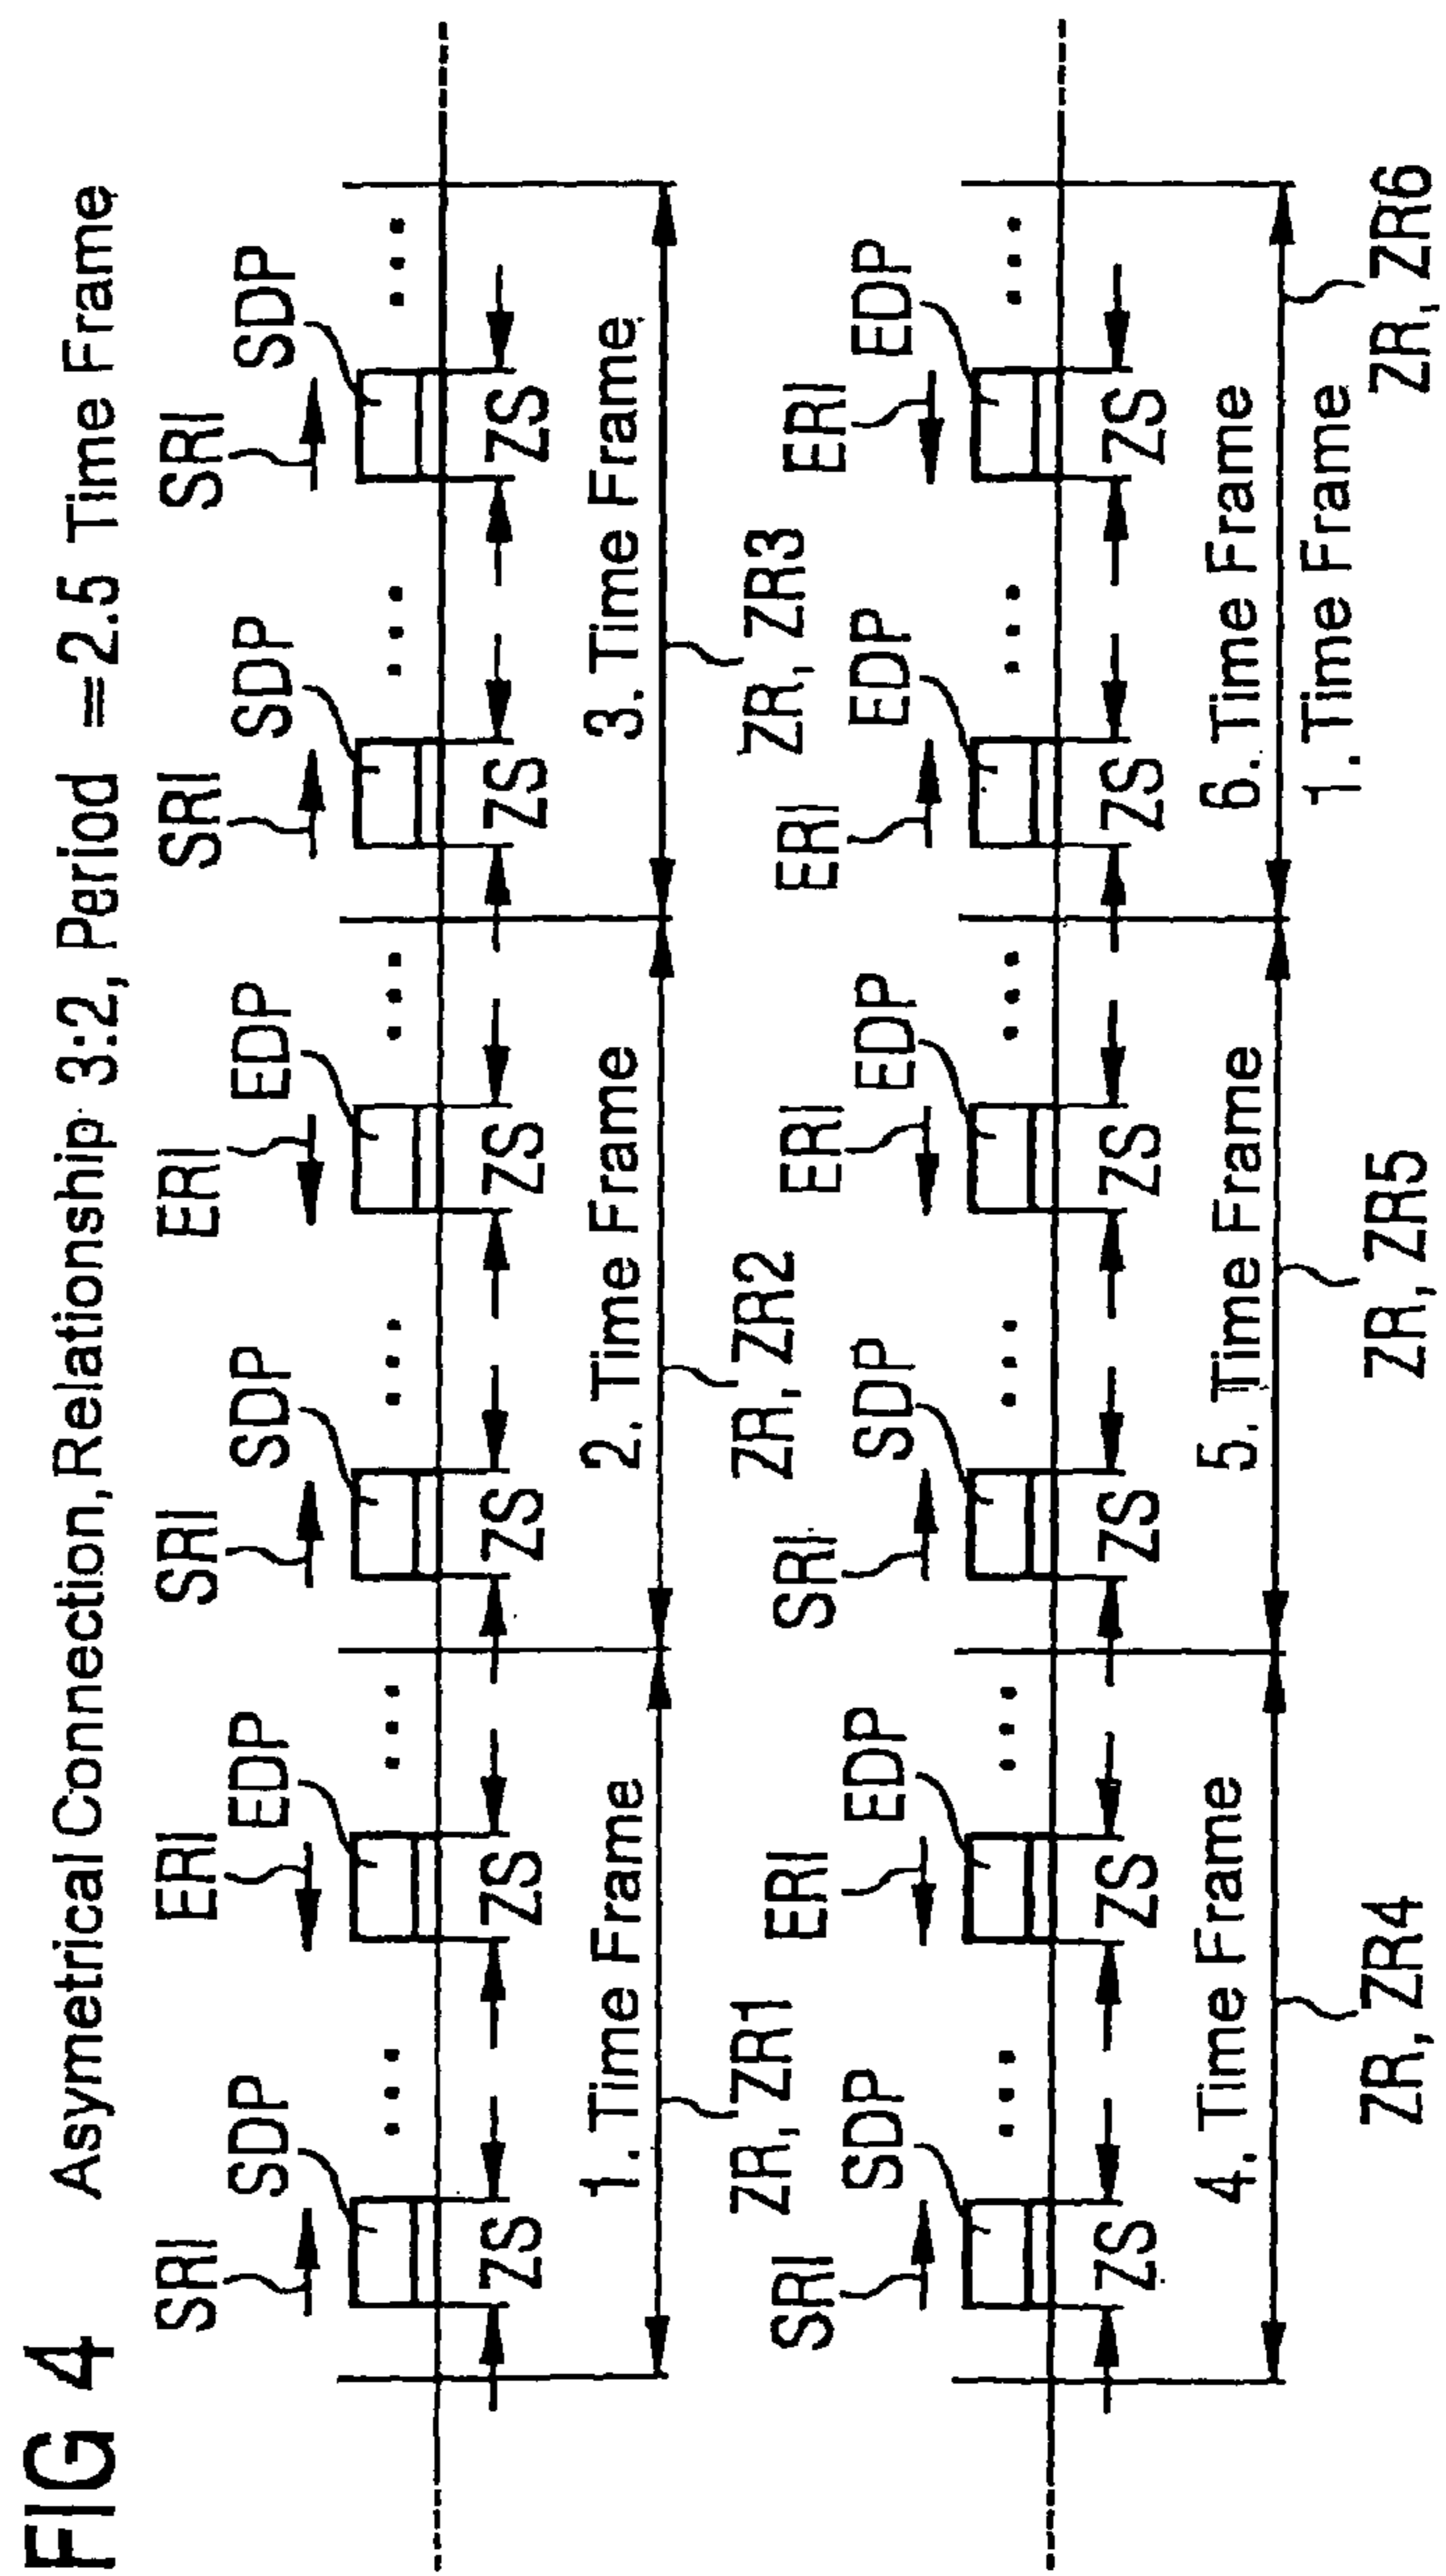 FIG 4
Asymetrical Connection, Relationship 3:2, Period =2.5 Time Frame
SRI ERI SRI ERI SRI SRI
SDP EDP SDP EDP SDP SDP
ZS ZS ZS ZS ZS ZS
1. Time Frame 2. Time Frame 3. Time Frame
ZR, ZR1 ZR, ZR2 ZR, ZR3
SRI ERI SRI ERI ERI ERI
SDP EDP SDP EDP EDP EDP
ZS ZS ZS ZS ZS ZS
4. Time Frame 5. Time Frame 6. Time Frame
1. Time Frame
ZR, ZR4 ZR, ZR5 ZR, ZR6